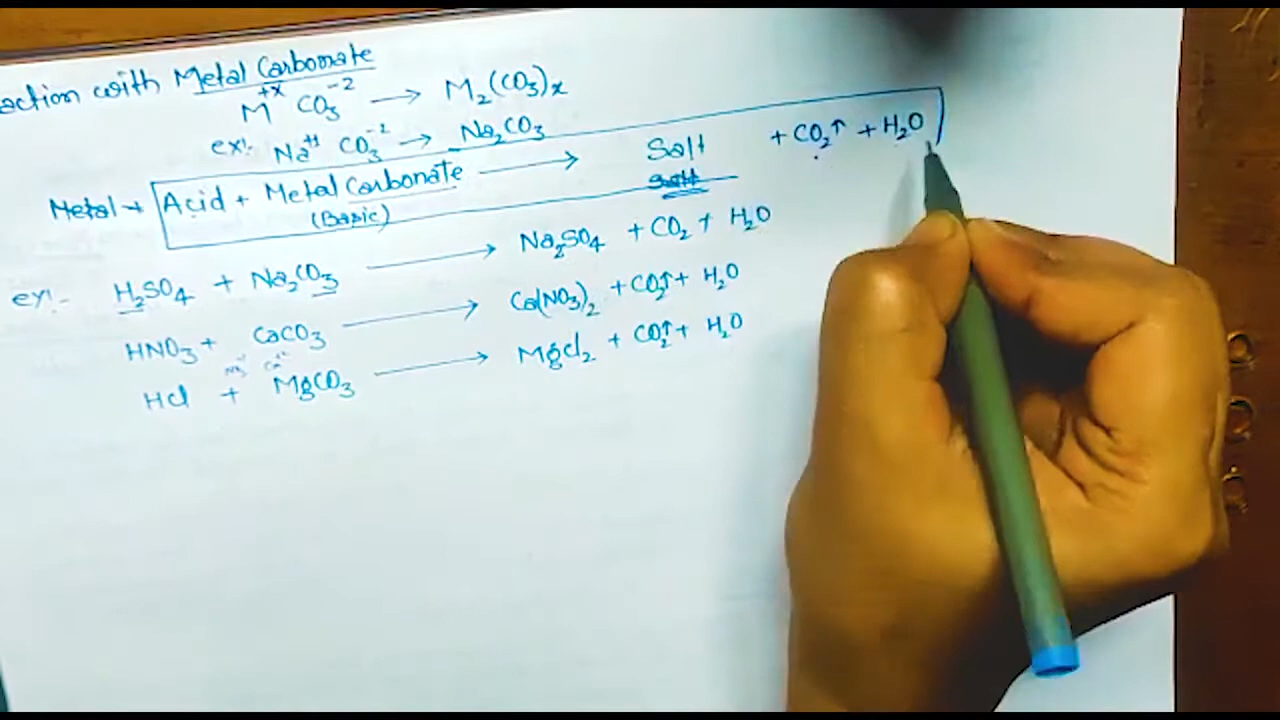 action with Metal Carbonate
M⁺ˣ CO₃⁻² → M₂(CO₃)ₓ
ex:- Na⁺¹ CO₃⁻² → Na₂CO₃
Metal + Acid + Metal Carbonate → Salt + CO₂↑ + H₂O
(Basic)
ex:- H₂SO₄ + Na₂CO₃ → Na₂SO₄ + CO₂ + H₂O
HNO₃ + CaCO₃ → Ca(NO₃)₂ + CO₂↑ + H₂O
HCl + MgCO₃ → MgCl₂ + CO₂↑ + H₂O